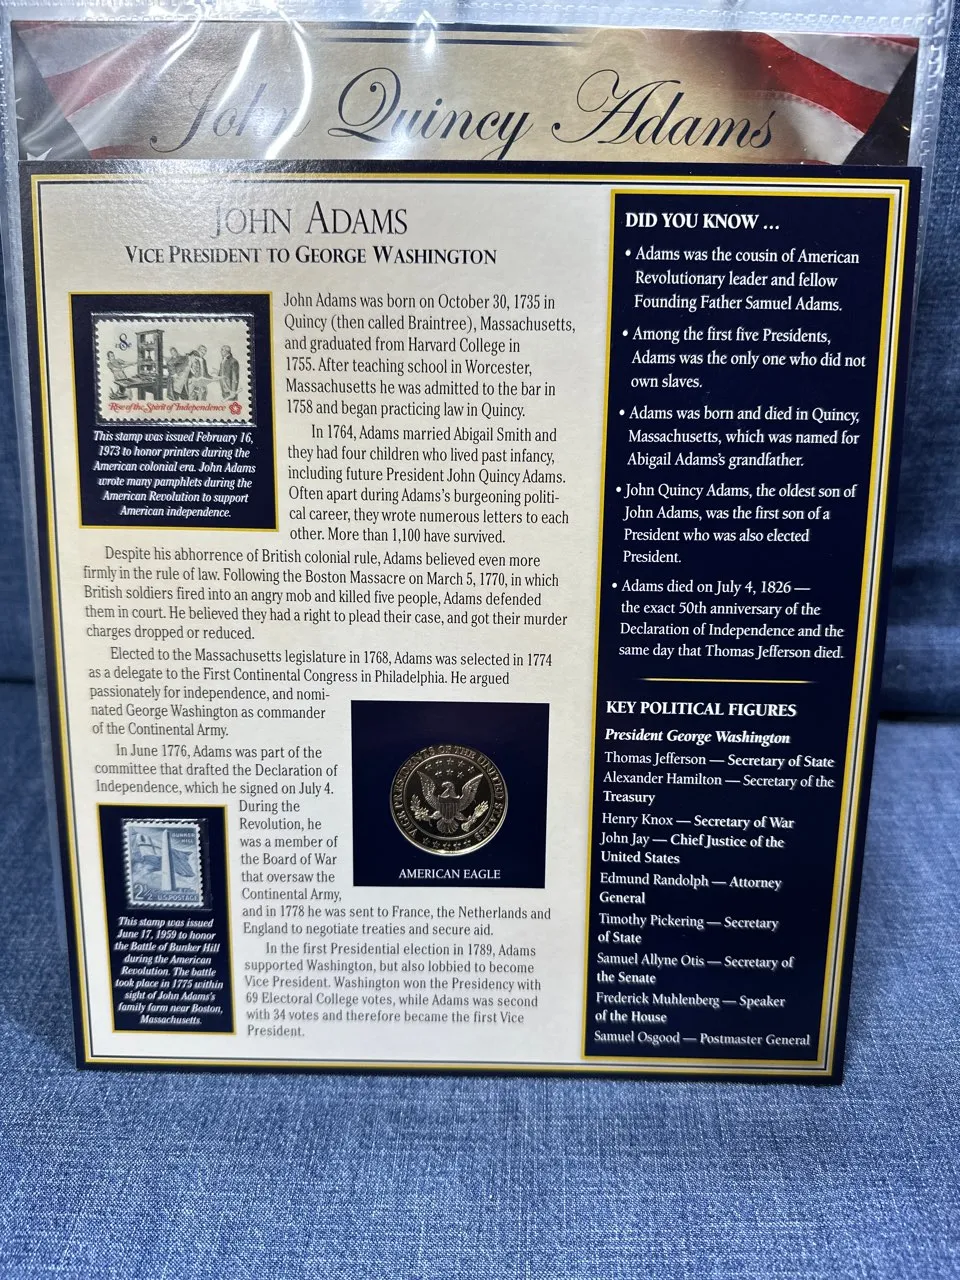 John Quincy Adams
JOHN ADAMS
VICE PRESIDENT TO GEORGE WASHINGTON
8
Rise of the Spirit of Independence
This stamp was issued February 16,
1973 to honor printers during the
American colonial era. John Adams
wrote many pamphlets during the
American Revolution to support
American independence.
John Adams was born on October 30, 1735 in
Quincy (then called Braintree), Massachusetts,
and graduated from Harvard College in
1755. After teaching school in Worcester,
Massachusetts he was admitted to the bar in
1758 and began practicing law in Quincy.
In 1764, Adams married Abigail Smith and
they had four children who lived past infancy,
including future President John Quincy Adams.
Often apart during Adams's burgeoning politi-
cal career, they wrote numerous letters to each
other. More than 1,100 have survived.
Despite his abhorrence of British colonial rule, Adams believed even more
firmly in the rule of law. Following the Boston Massacre on March 5, 1770, in which
British soldiers fired into an angry mob and killed five people, Adams defended
them in court. He believed they had a right to plead their case, and got their murder
charges dropped or reduced.
Elected to the Massachusetts legislature in 1768, Adams was selected in 1774
as a delegate to the First Continental Congress in Philadelphia. He argued
passionately for independence, and nomi-
nated George Washington as commander
of the Continental Army.
In June 1776, Adams was part of the
committee that drafted the Declaration of
Independence, which he signed on July 4.
During the
Revolution, he
was a member of
the Board of War
that oversaw the
Continental Army,
and in 1778 he was sent to France, the Netherlands and
England to negotiate treaties and secure aid.
In the first Presidential election in 1789, Adams
supported Washington, but also lobbied to become
Vice President. Washington won the Presidency with
69 Electoral College votes, while Adams was second
with 34 votes and therefore became the first Vice
President.
BUNKER
HILL
2½ U.S. POSTAGE
This stamp was issued
June 17, 1959 to honor
the Battle of Bunker Hill
during the American
Revolution. The battle
took place in 1775 within
sight of John Adams's
family farm near Boston,
Massachusetts.
VICE PRESIDENTS OF THE UNITED STATES
AMERICAN EAGLE
DID YOU KNOW ...
• Adams was the cousin of American
Revolutionary leader and fellow
Founding Father Samuel Adams.
• Among the first five Presidents,
Adams was the only one who did not
own slaves.
• Adams was born and died in Quincy,
Massachusetts, which was named for
Abigail Adams's grandfather.
• John Quincy Adams, the oldest son of
John Adams, was the first son of a
President who was also elected
President.
• Adams died on July 4, 1826 —
the exact 50th anniversary of the
Declaration of Independence and the
same day that Thomas Jefferson died.
KEY POLITICAL FIGURES
President George Washington
Thomas Jefferson — Secretary of State
Alexander Hamilton — Secretary of the
Treasury
Henry Knox — Secretary of War
John Jay — Chief Justice of the
United States
Edmund Randolph — Attorney
General
Timothy Pickering — Secretary
of State
Samuel Allyne Otis — Secretary of
the Senate
Frederick Muhlenberg — Speaker
of the House
Samuel Osgood — Postmaster General